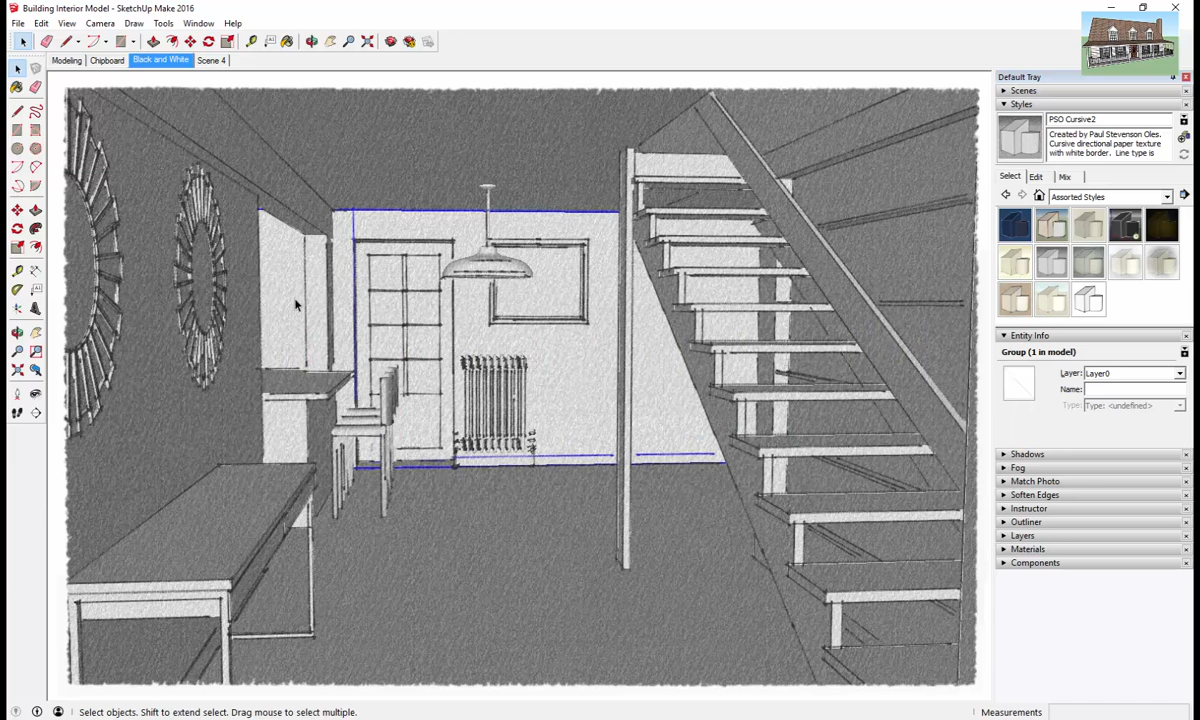 Building Interior Model - SketchUp Make 2016
File Edit View Camera Draw Tools Window Help
Modeling Chipboard Black and White Scene 4
Default Tray
Scenes
Styles
PSO Cursive2
Created by Paul Stevenson Oles.
Cursive directional paper texture
with white border. Line type is
Select Edit Mix
Assorted Styles
Entity Info
Group (1 in model)
Layer: Layer0
Name:
Type: Type: <undefined>
Shadows
Fog
Match Photo
Soften Edges
Instructor
Outliner
Layers
Materials
Components
Select objects. Shift to extend select. Drag mouse to select multiple.
Measurements